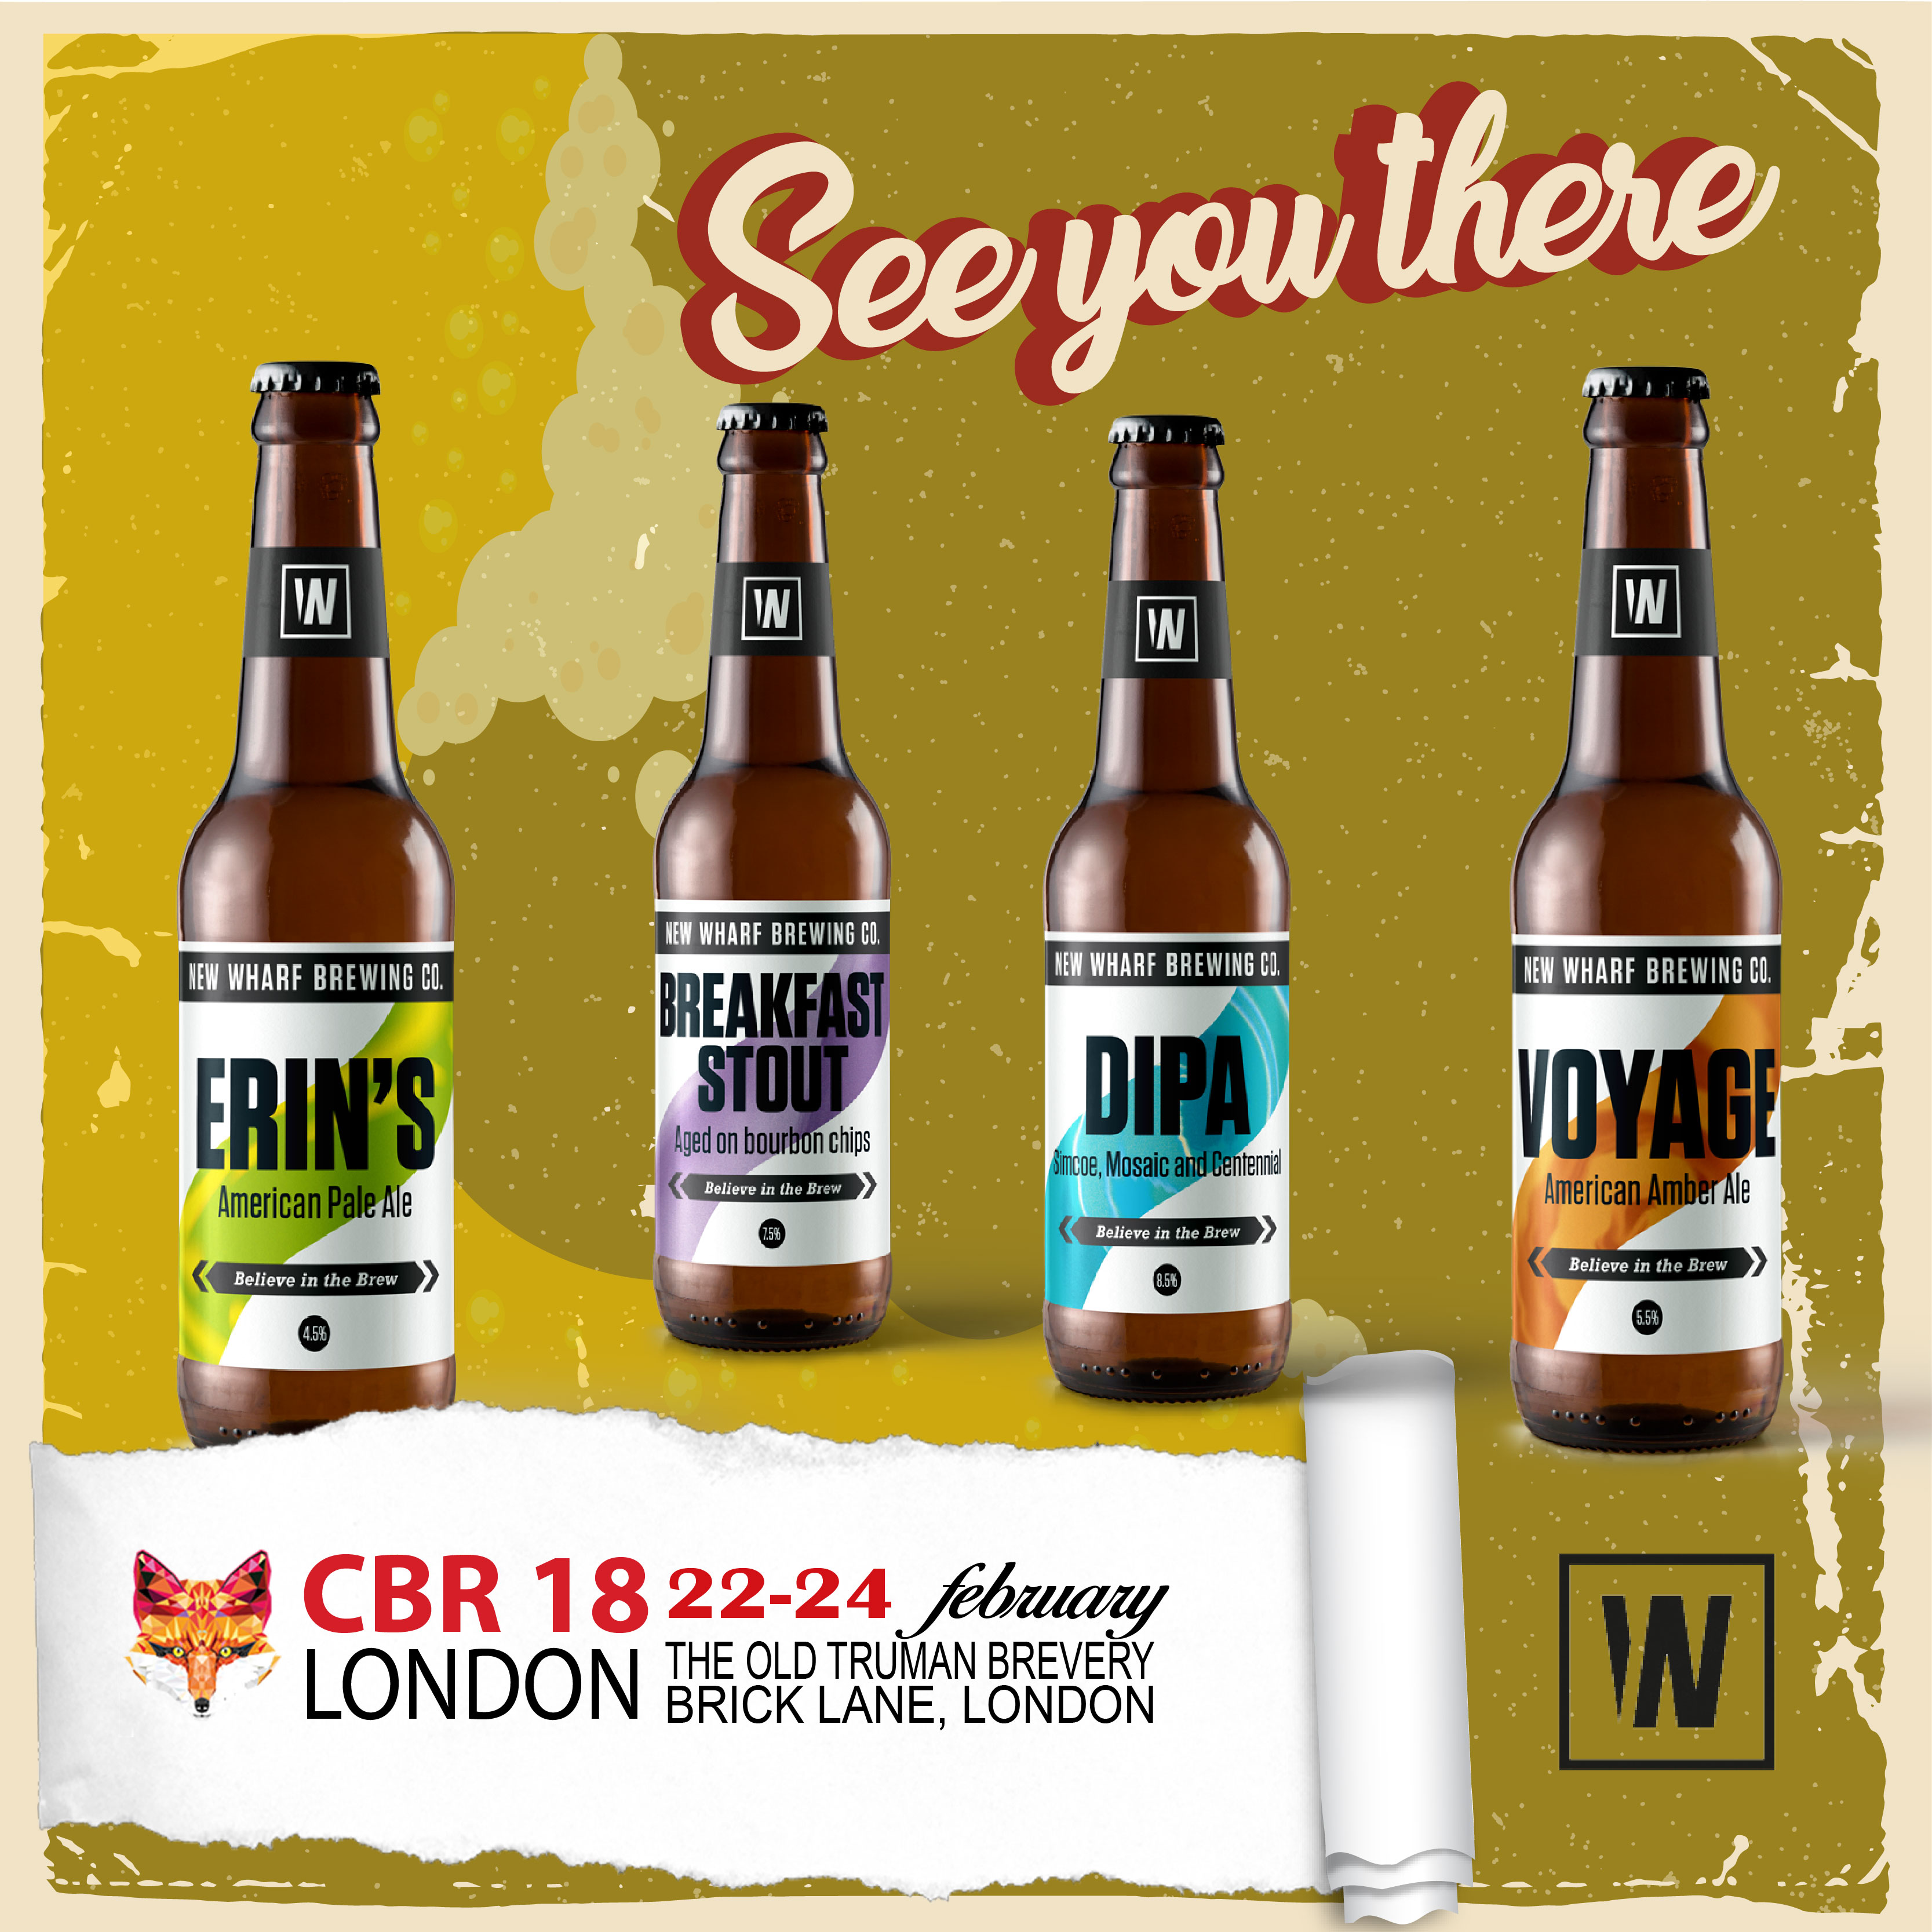 See you there
W
NEW WHARF BREWING CO.
ERIN'S
American Pale Ale
Believe in the Brew
4.5%
W
NEW WHARF BREWING CO.
BREAKFAST
STOUT
Aged on bourbon chips
Believe in the Brew
7.5%
W
NEW WHARF BREWING CO.
DIPA
Simcoe, Mosaic and Centennial
Believe in the Brew
8.5%
W
NEW WHARF BREWING CO.
VOYAGE
American Amber Ale
Believe in the Brew
5.5%
CBR 18
LONDON
22-24 february
THE OLD TRUMAN BREVERY
BRICK LANE, LONDON
W